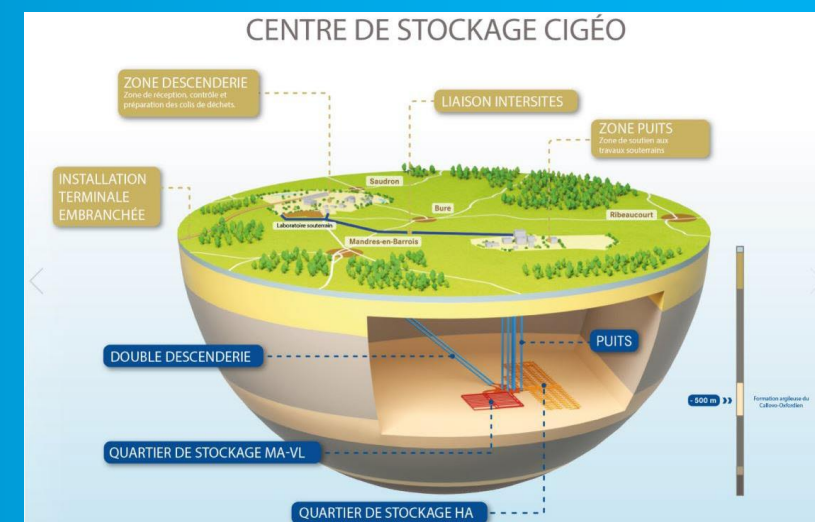 CENTRE DE STOCKAGE CIGÉO
ZONE DESCENDERIE
Zone de réception, contrôle et
préparation des colis de déchets.
LIAISON INTERSITES
ZONE PUITS
Zone de soutien aux
travaux souterrains
INSTALLATION
TERMINALE
EMBRANCHÉE
Saudron
Bure
Ribeaucourt
Laboratoire souterrain
Mandres-en-Barrois
DOUBLE DESCENDERIE
PUITS
- 500 m
Formation argileuse du
Callovo-Oxfordien
QUARTIER DE STOCKAGE MA-VL
QUARTIER DE STOCKAGE HA